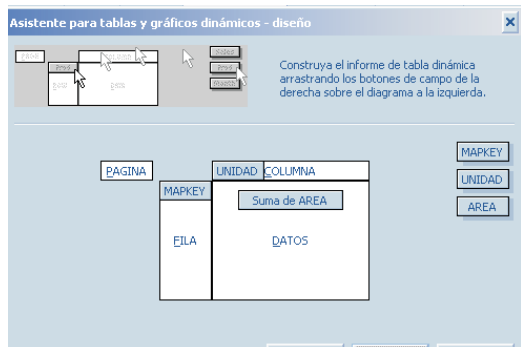 Asistente para tablas y gráficos dinámicos - diseño
Construya el informe de tabla dinámica
arrastrando los botones de campo de la
derecha sobre el diagrama a la izquierda.
MAPKEY
PAGINA
UNIDAD COLUMNA
UNIDAD
MAPKEY
Suma de AREA
AREA
FILA
DATOS